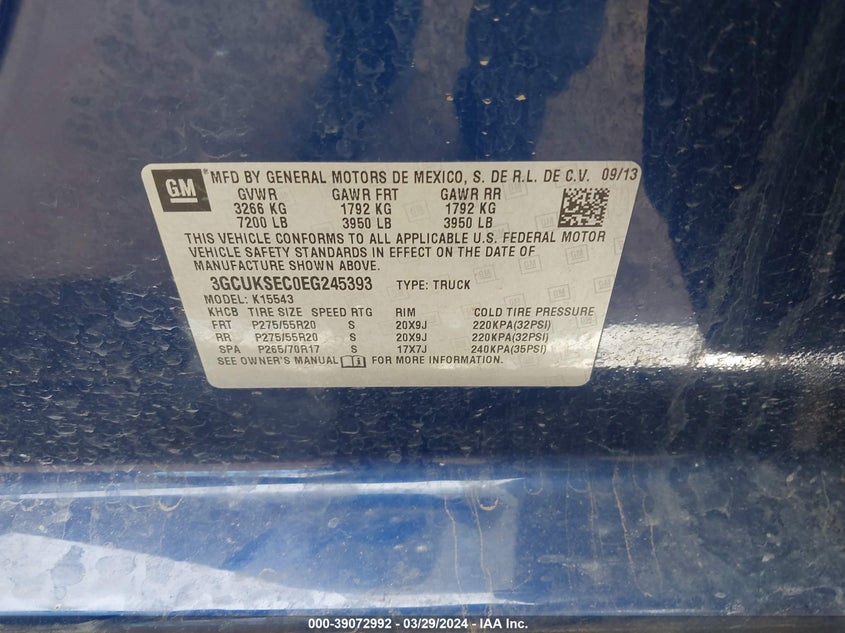 GM
® MFD BY GENERAL MOTORS DE MEXICO, S. DE R.L. DE C.V. 09/13
GVWR GAWR FRT GAWR RR
3266 KG 1792 KG 1792 KG
7200 LB 3950 LB 3950 LB
THIS VEHICLE CONFORMS TO ALL APPLICABLE U.S. FEDERAL MOTOR
VEHICLE SAFETY STANDARDS IN EFFECT ON THE DATE OF
MANUFACTURE SHOWN ABOVE.
3GCUKSEC0EG245393 TYPE: TRUCK
MODEL: K15543
KHCB TIRE SIZE SPEED RTG RIM COLD TIRE PRESSURE
FRT P275/55R20 S 20X9J 220KPA(32PSI)
RR P275/55R20 S 20X9J 220KPA(32PSI)
SPA P265/70R17 S 17X7J 240KPA(35PSI)
SEE OWNER'S MANUAL FOR MORE INFORMATION.
000-39072992 | 03/29/2024 - IAA Inc.